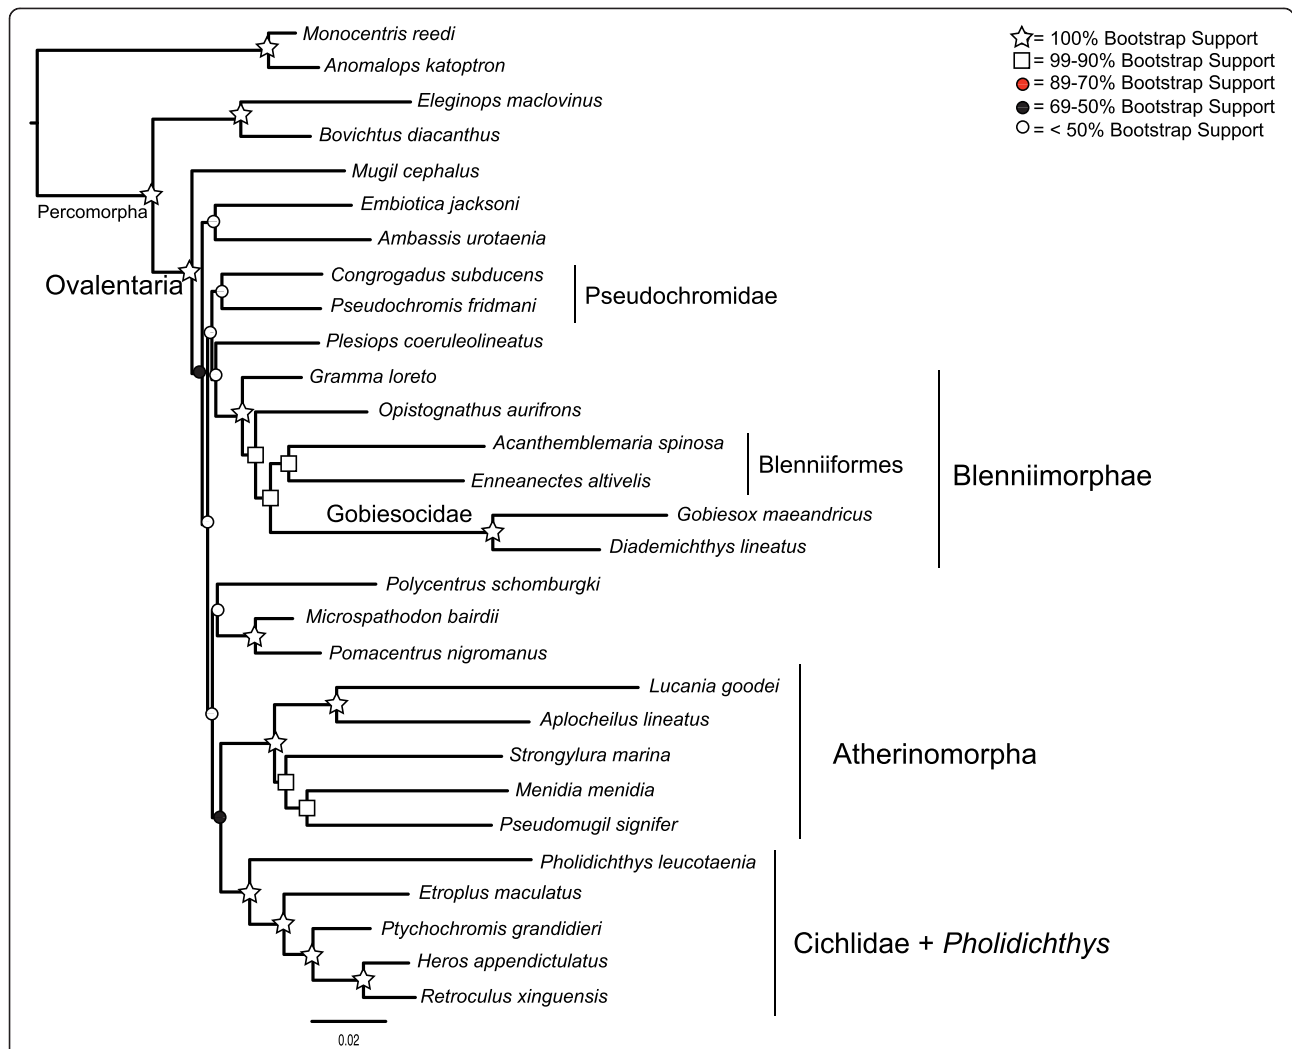 Monocentris reedi
Anomalops katoptron
Eleginops maclovinus
Bovichtus diacanthus
Mugil cephalus
Percomorpha
Embiotica jacksoni
Ambassis urotaenia
Ovalentaria
Congrogadus subducens
Pseudochromis fridmani
Pseudochromidae
Plesiops coeruleolineatus
Gramma loreto
Opistognathus aurifrons
Acanthemblemaria spinosa
Enneanectes altivelis
Blenniiformes
Blenniimorphae
Gobiesocidae
Gobiesox maeandricus
Diademichthys lineatus
Polycentrus schomburgki
Microspathodon bairdii
Pomacentrus nigromanus
Lucania goodei
Aplocheilus lineatus
Strongylura marina
Atherinomorpha
Menidia menidia
Pseudomugil signifer
Pholidichthys leucotaenia
Etroplus maculatus
Ptychochromis grandidieri
Cichlidae + Pholidichthys
Heros appendictulatus
Retroculus xinguensis
0.02
= 100% Bootstrap Support
= 99-90% Bootstrap Support
= 89-70% Bootstrap Support
= 69-50% Bootstrap Support
= < 50% Bootstrap Support